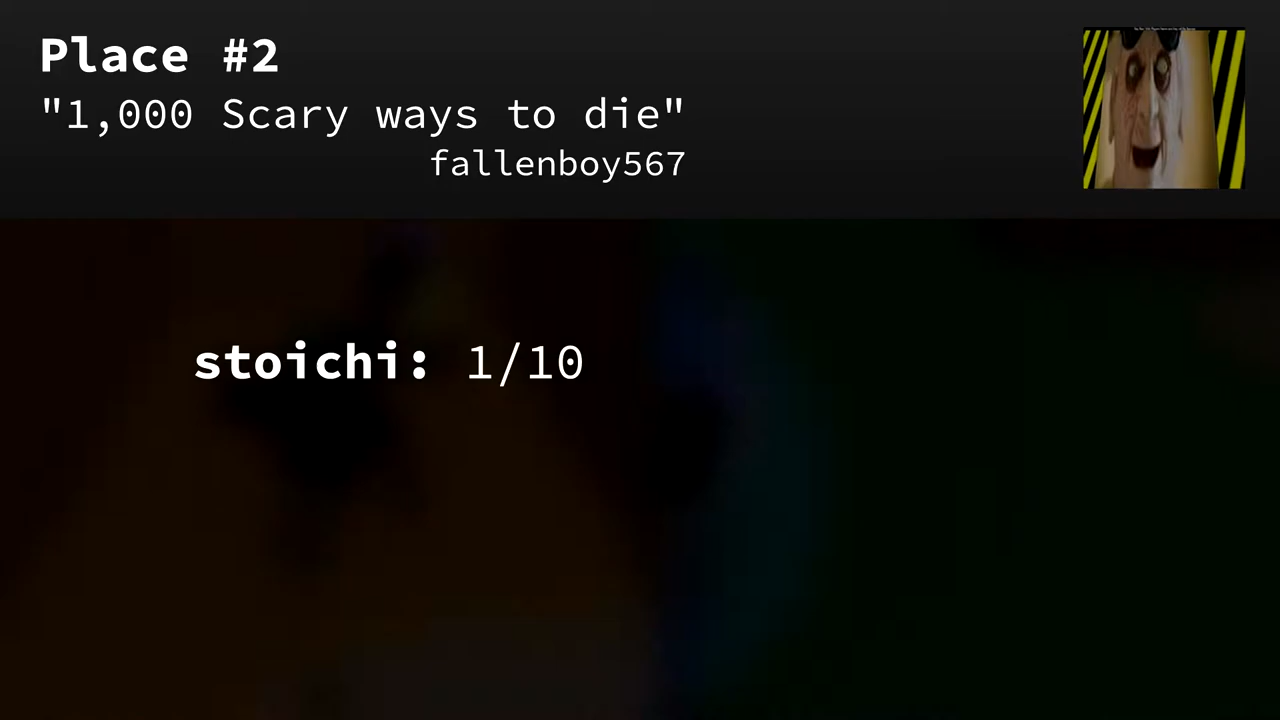 Place #2
"1,000 Scary ways to die"
fallenboy567
stoichi: 1/10